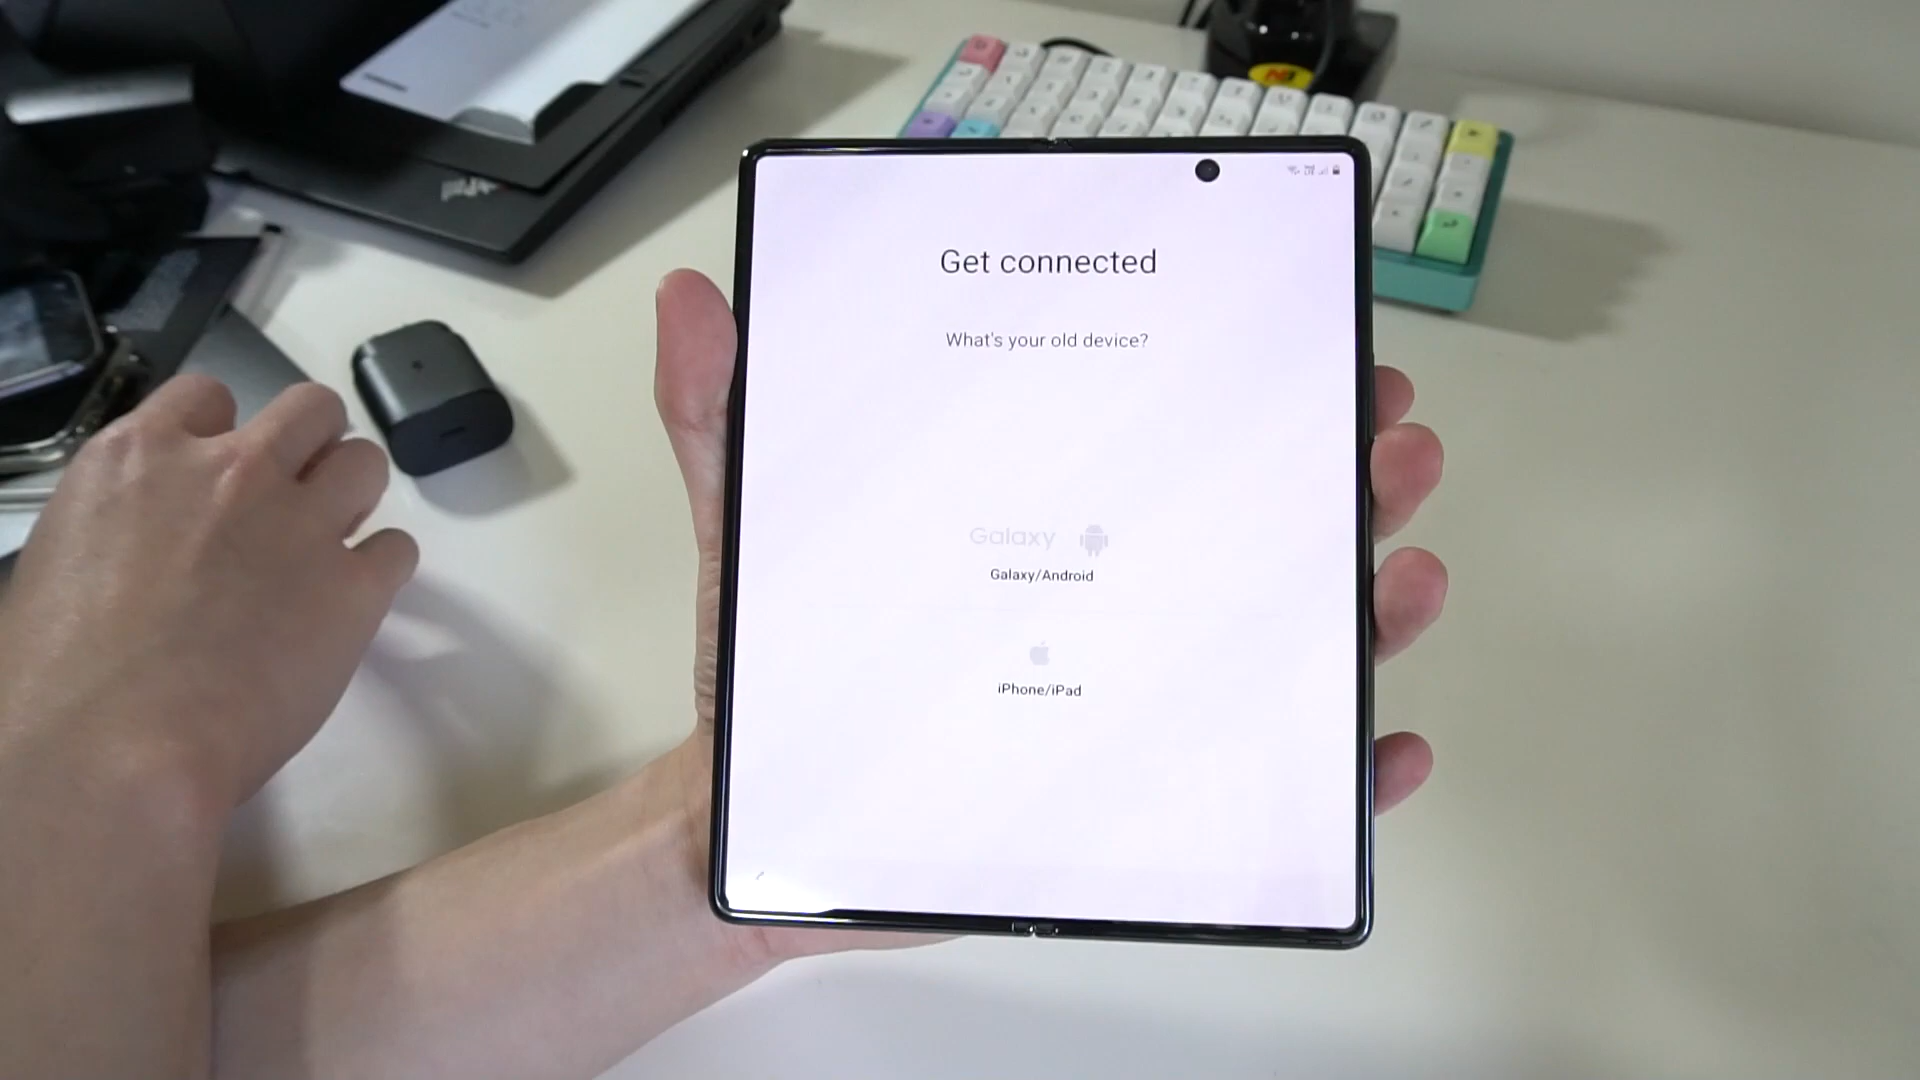 Get connected
What's your old device?
Galaxy
Galaxy/Android
iPhone/iPad